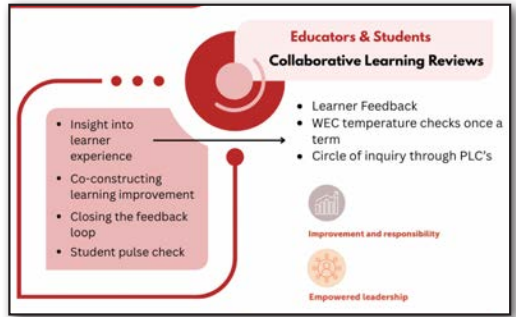 Educators & Students
Collaborative Learning Reviews
• Insight into
learner
experience
• Co-constructing
learning improvement
• Closing the feedback
loop
• Student pulse check
• Learner Feedback
• WEC temperature checks once a
term
• Circle of inquiry through PLC's
Improvement and responsibility
Empowered leadership